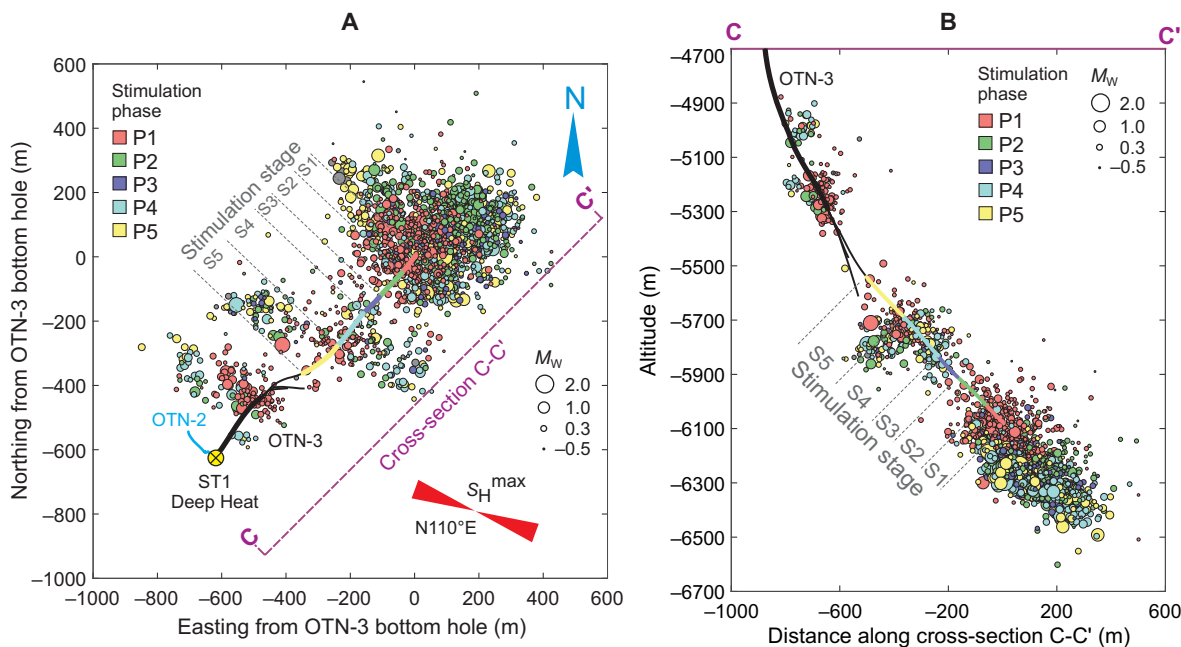 A
Northing from OTN-3 bottom hole (m)
600
400
200
0
–200
–400
–600
–800
–1000
Stimulation
phase
P1
P2
P3
P4
P5
N
Stimulation stage
S5
S4
S3
S2
S1
C'
Cross-section C-C'
C
OTN-2
OTN-3
ST1
Deep Heat
MW
2.0
1.0
0.3
–0.5
SHmax
N110°E
–1000
–800
–600
–400
–200
0
200
400
600
Easting from OTN-3 bottom hole (m)
B
C
C'
Altitude (m)
–4700
–4900
–5100
–5300
–5500
–5700
–5900
–6100
–6300
–6500
–6700
OTN-3
Stimulation
phase
P1
P2
P3
P4
P5
MW
2.0
1.0
0.3
–0.5
S5
S4
S3
S2
S1
Stimulation stage
–1000
–600
–200
200
600
Distance along cross-section C-C' (m)